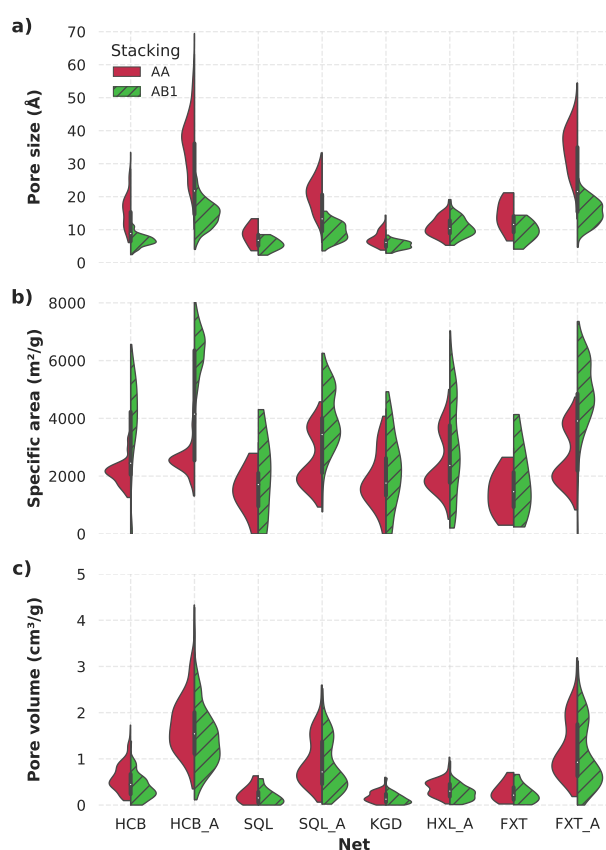 a)
Pore size (Å)
70
60
50
40
30
20
10
0
Stacking
AA
AB1
b)
Specific area (m²/g)
8000
6000
4000
2000
0
c)
Pore volume (cm³/g)
5
4
3
2
1
0
HCB HCB_A SQL SQL_A KGD HXL_A FXT FXT_A
Net